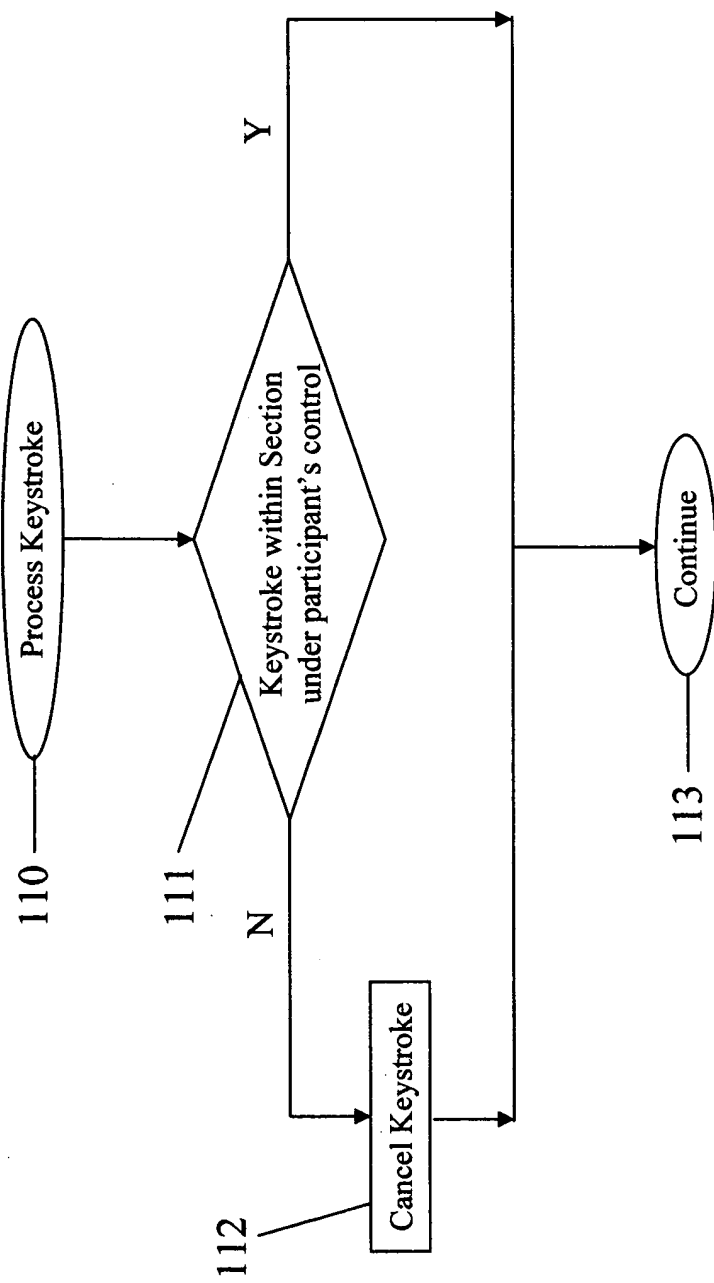 Process Keystroke
110
Keystroke within Section
under participant's control
111
N
Y
Cancel Keystroke
112
Continue
113